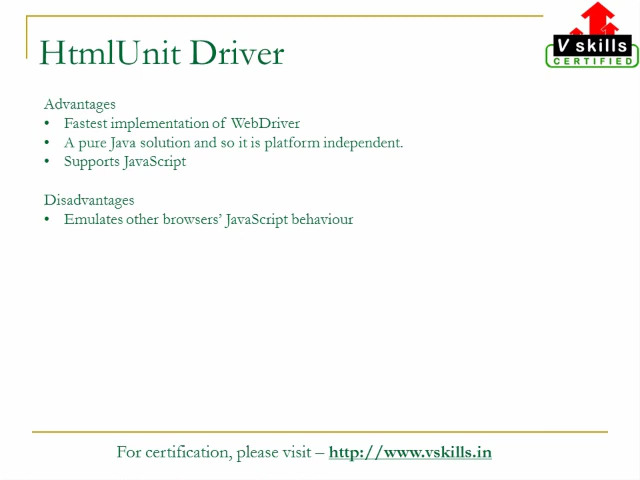 HtmlUnit Driver
V skills
CERTIFIED
Advantages
• Fastest implementation of WebDriver
• A pure Java solution and so it is platform independent.
• Supports JavaScript
Disadvantages
• Emulates other browsers’ JavaScript behaviour
For certification, please visit – http://www.vskills.in